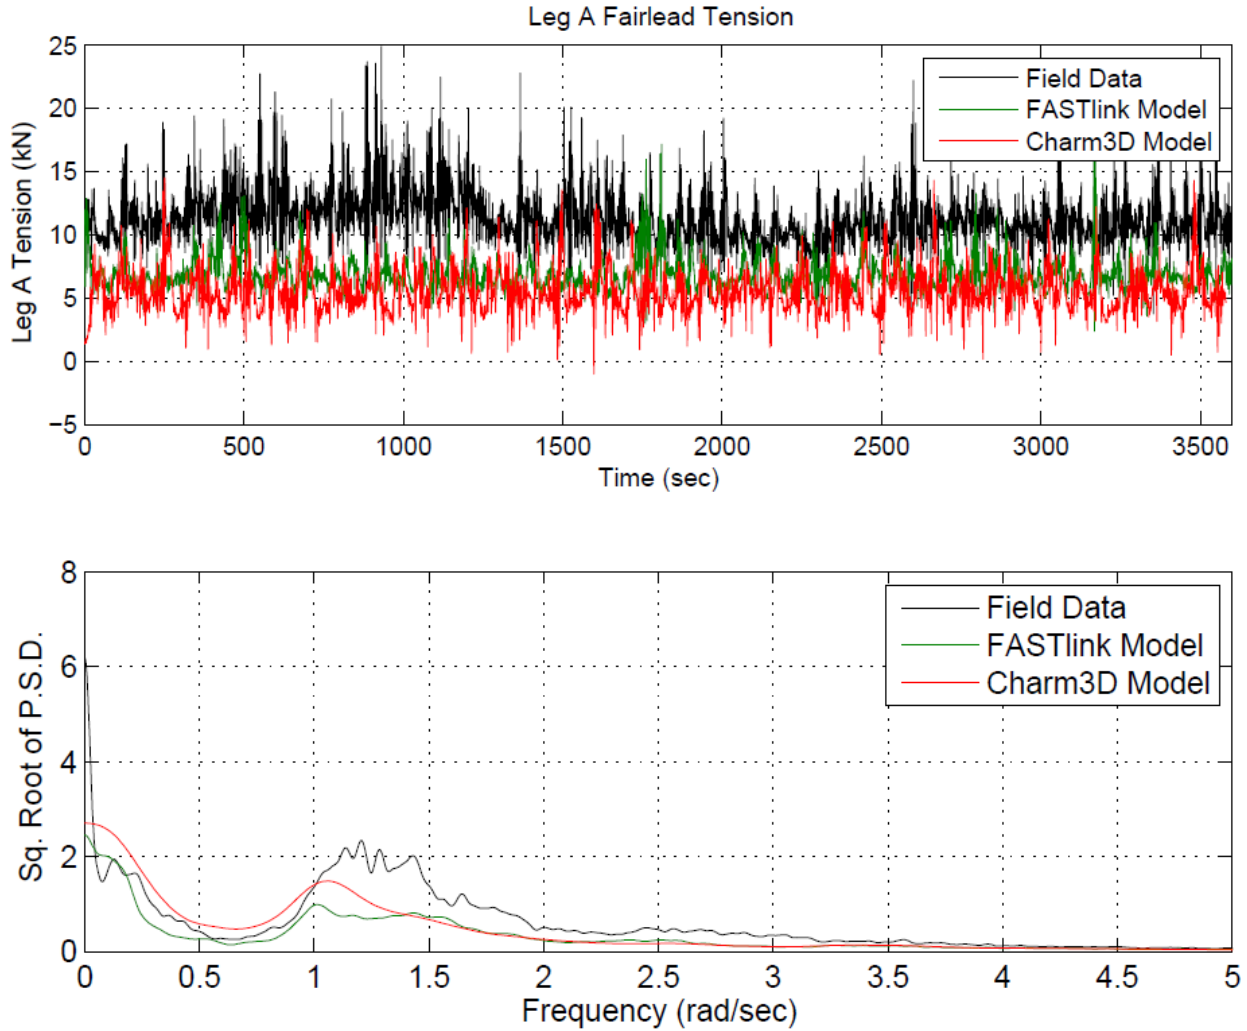 Leg A Fairlead Tension
Leg A Tension (kN)
25
20
15
10
5
0
−5
Field Data
FASTlink Model
Charm3D Model
0 500 1000 1500 2000 2500 3000 3500
Time (sec)
Sq. Root of P.S.D.
8
6
4
2
0
Field Data
FASTlink Model
Charm3D Model
0 0.5 1 1.5 2 2.5 3 3.5 4 4.5 5
Frequency (rad/sec)